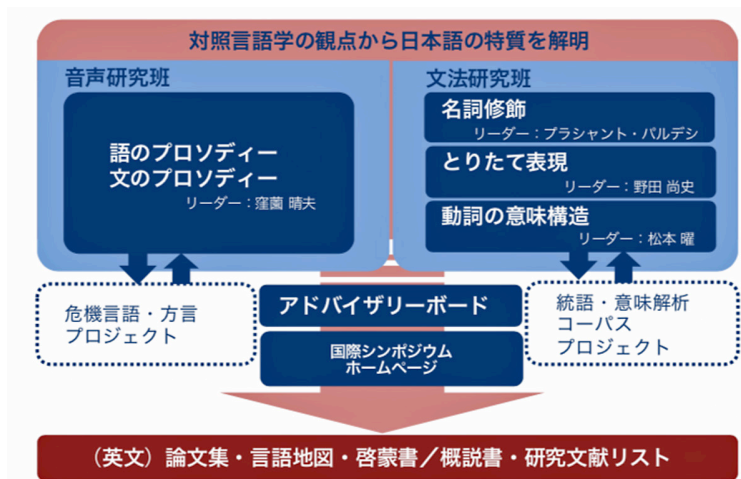 対照言語学の観点から日本語の特質を解明
音声研究班
語のプロソディー
文のプロソディー
リーダー：窪薗 晴夫
文法研究班
名詞修飾
リーダー：プラシャント・パルデシ
とりたて表現
リーダー：野田 尚史
動詞の意味構造
リーダー：松本 曜
危機言語・方言
プロジェクト
アドバイザリーボード
国際シンポジウム
ホームページ
統語・意味解析
コーパス
プロジェクト
（英文）論文集・言語地図・啓蒙書／概説書・研究文献リスト